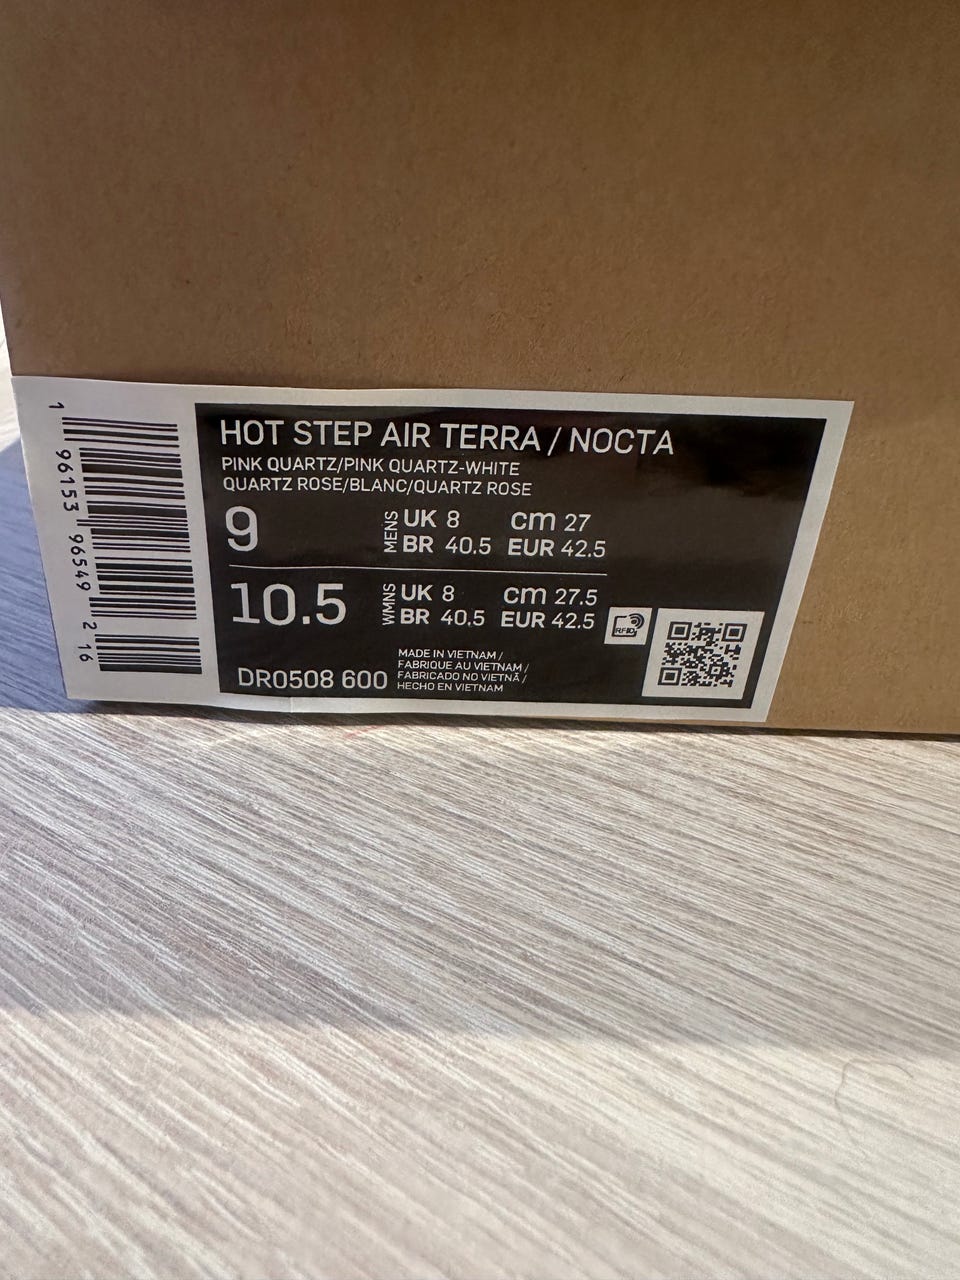 HOT STEP AIR TERRA / NOCTA
PINK QUARTZ/PINK QUARTZ-WHITE
QUARTZ ROSE/BLANC/QUARTZ ROSE
9 MENS UK 8 cm 27
BR 40.5 EUR 42.5
10.5 WMNS UK 8 cm 27.5
BR 40.5 EUR 42.5
RFID
DR0508 600
MADE IN VIETNAM /
FABRIQUE AU VIETNAM /
FABRICADO NO VIETNÃ /
HECHO EN VIETNAM
1 96153 96549 2 16